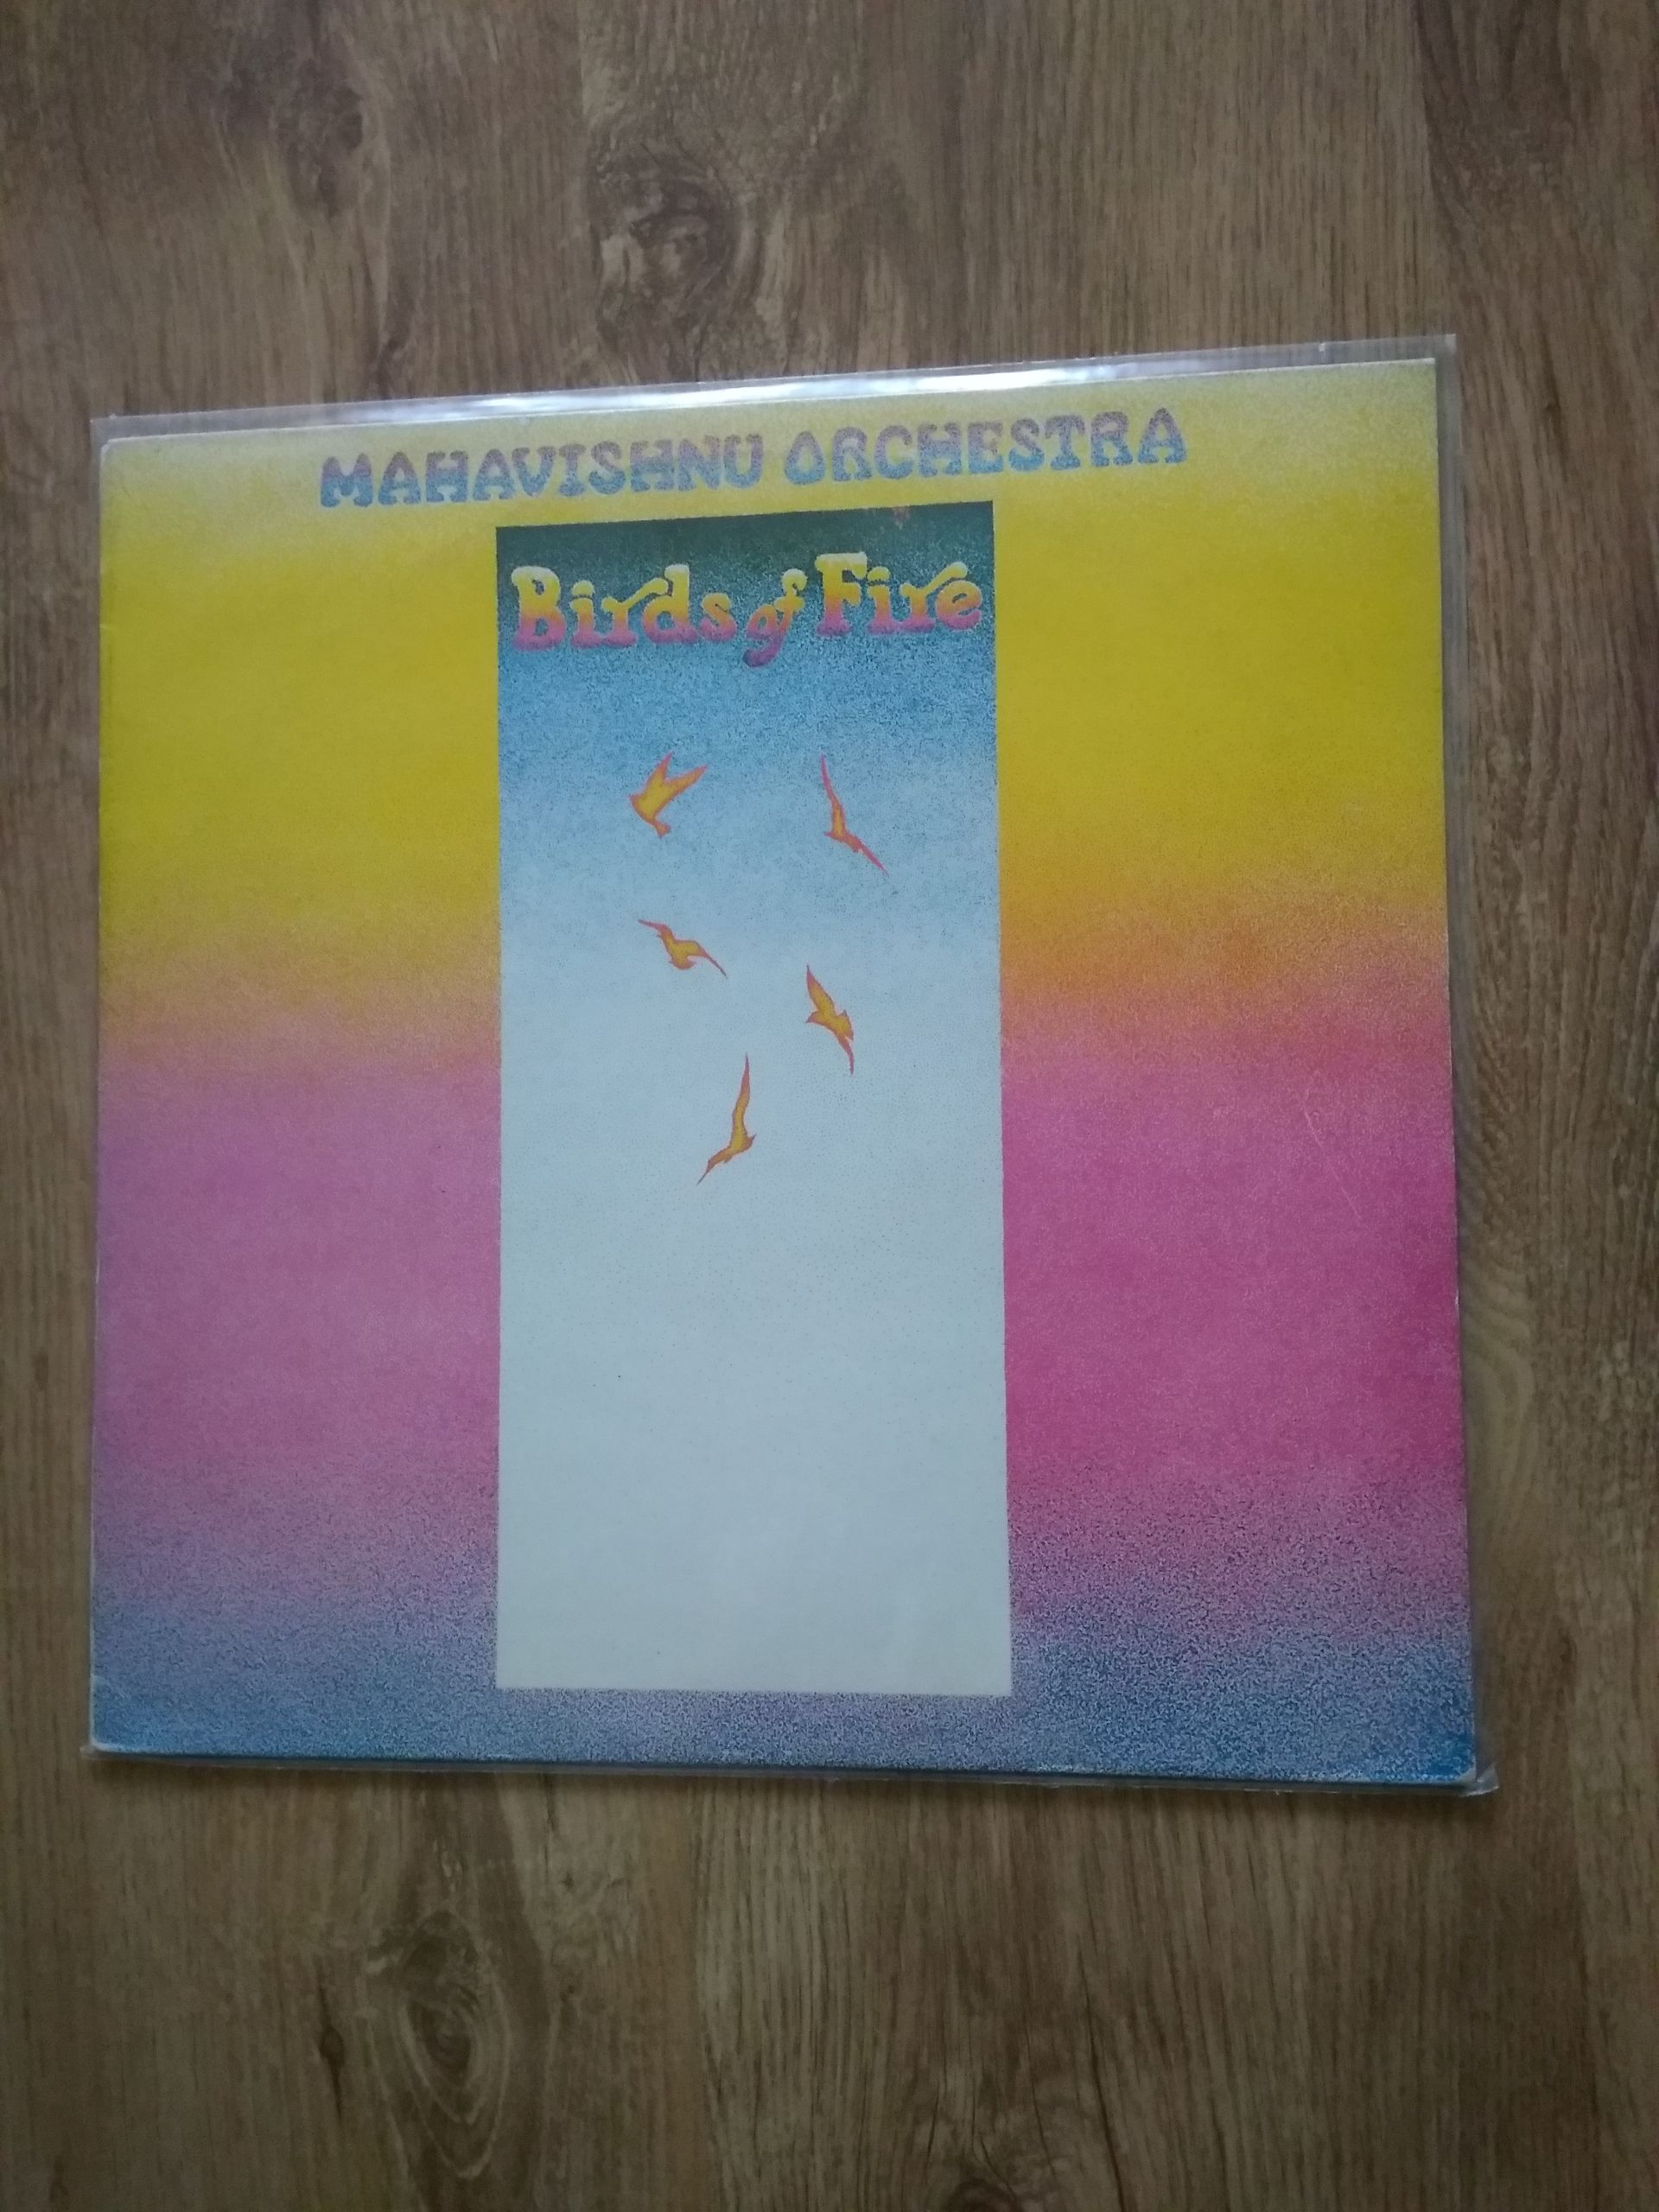 MAHAVISHNU ORCHESTRA
Birds of Fire